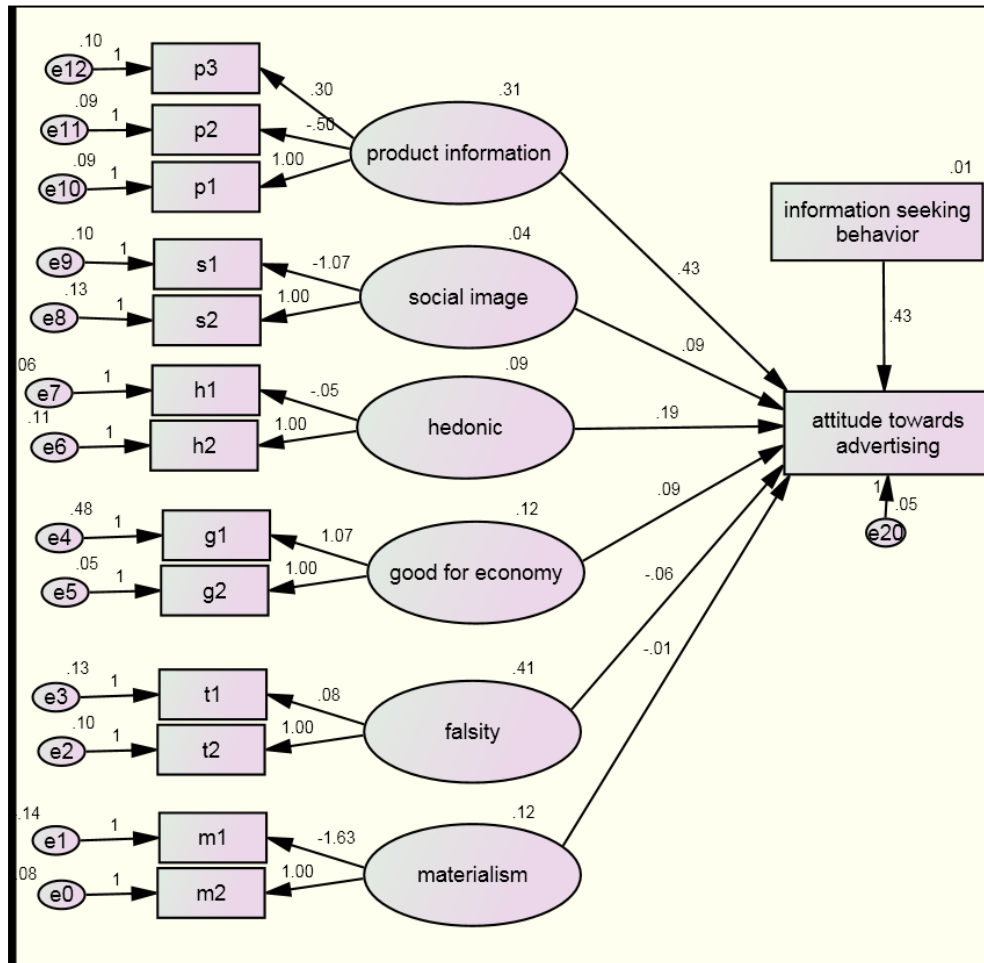 .10
e12
1
p3
.30
.31
.09
e11
1
p2
-.50
product information
.09
e10
1
p1
1.00
.01
information seeking
behavior
.10
e9
1
s1
-1.07
.04
social image
.43
.13
e8
1
s2
1.00
.09
.43
06
e7
1
h1
-.05
.09
hedonic
.19
.11
e6
1
h2
1.00
attitude towards
advertising
.48
e4
1
g1
1.07
.12
good for economy
.09
1
.05
e20
.05
e5
1
g2
1.00
-.06
-.01
.13
e3
1
t1
.08
.41
falsity
.10
e2
1
t2
1.00
.14
e1
1
m1
-1.63
.12
materialism
.08
e0
1
m2
1.00